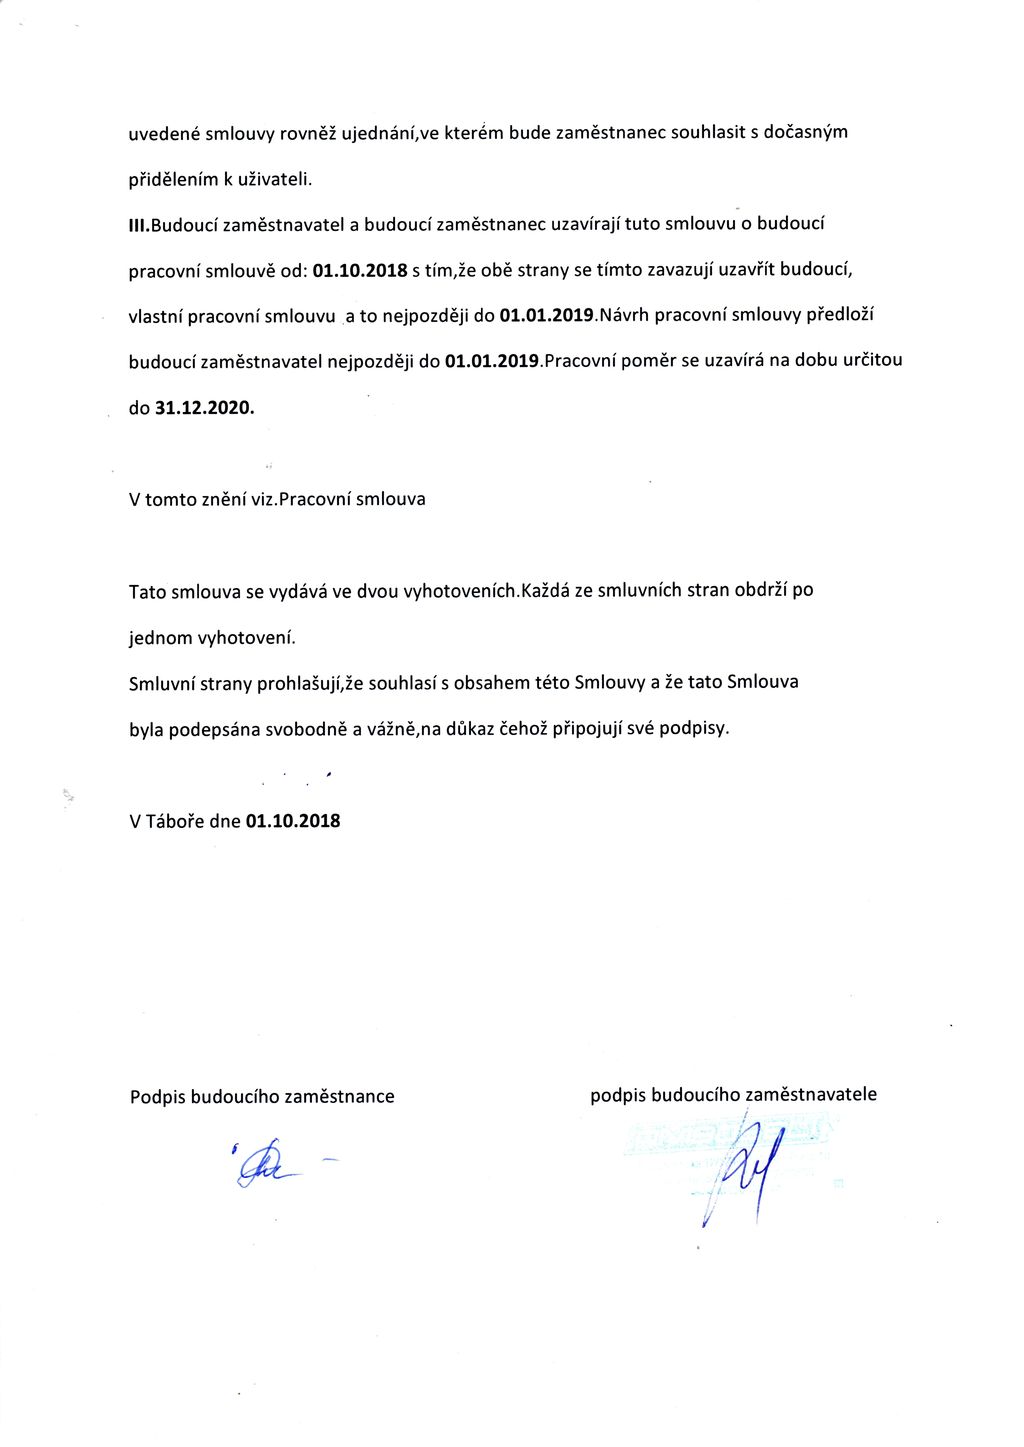 uvedené smlouvy rovněž ujednání,ve kterém bude zaměstnanec souhlasit s dočasným
přidělením k uživateli.
III.Budoucí zaměstnavatel a budoucí zaměstnanec uzavírají tuto smlouvu o budoucí
pracovní smlouvě od: 01.10.2018 s tím,že obě strany se tímto zavazují uzavřít budoucí,
vlastní pracovní smlouvu a to nejpozději do 01.01.2019.Návrh pracovní smlouvy předloží
budoucí zaměstnavatel nejpozději do 01.01.2019.Pracovní poměr se uzavírá na dobu určitou
do 31.12.2020.
V tomto znění viz.Pracovní smlouva
Tato smlouva se vydává ve dvou vyhotoveních.Každá ze smluvních stran obdrží po
jednom vyhotovení.
Smluvní strany prohlašují,že souhlasí s obsahem této Smlouvy a že tato Smlouva
byla podepsána svobodně a vážně,na důkaz čehož připojují své podpisy.
V Táboře dne 01.10.2018
Podpis budoucího zaměstnance podpis budoucího zaměstnavatele